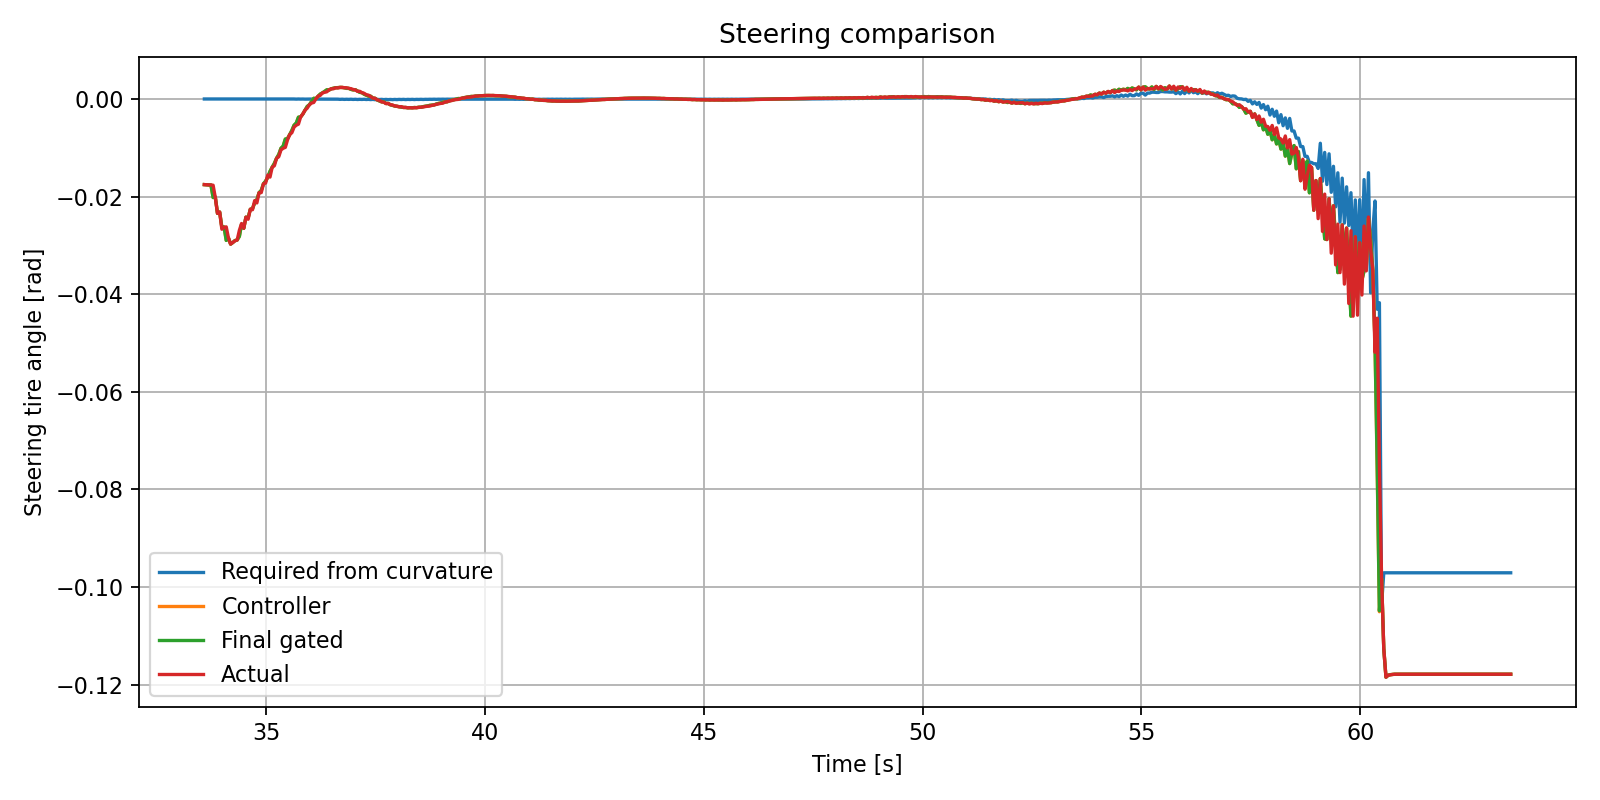 Steering comparison
Steering tire angle [rad]
0.00
−0.02
−0.04
−0.06
−0.08
−0.10
−0.12
Required from curvature
Controller
Final gated
Actual
35 40 45 50 55 60
Time [s]